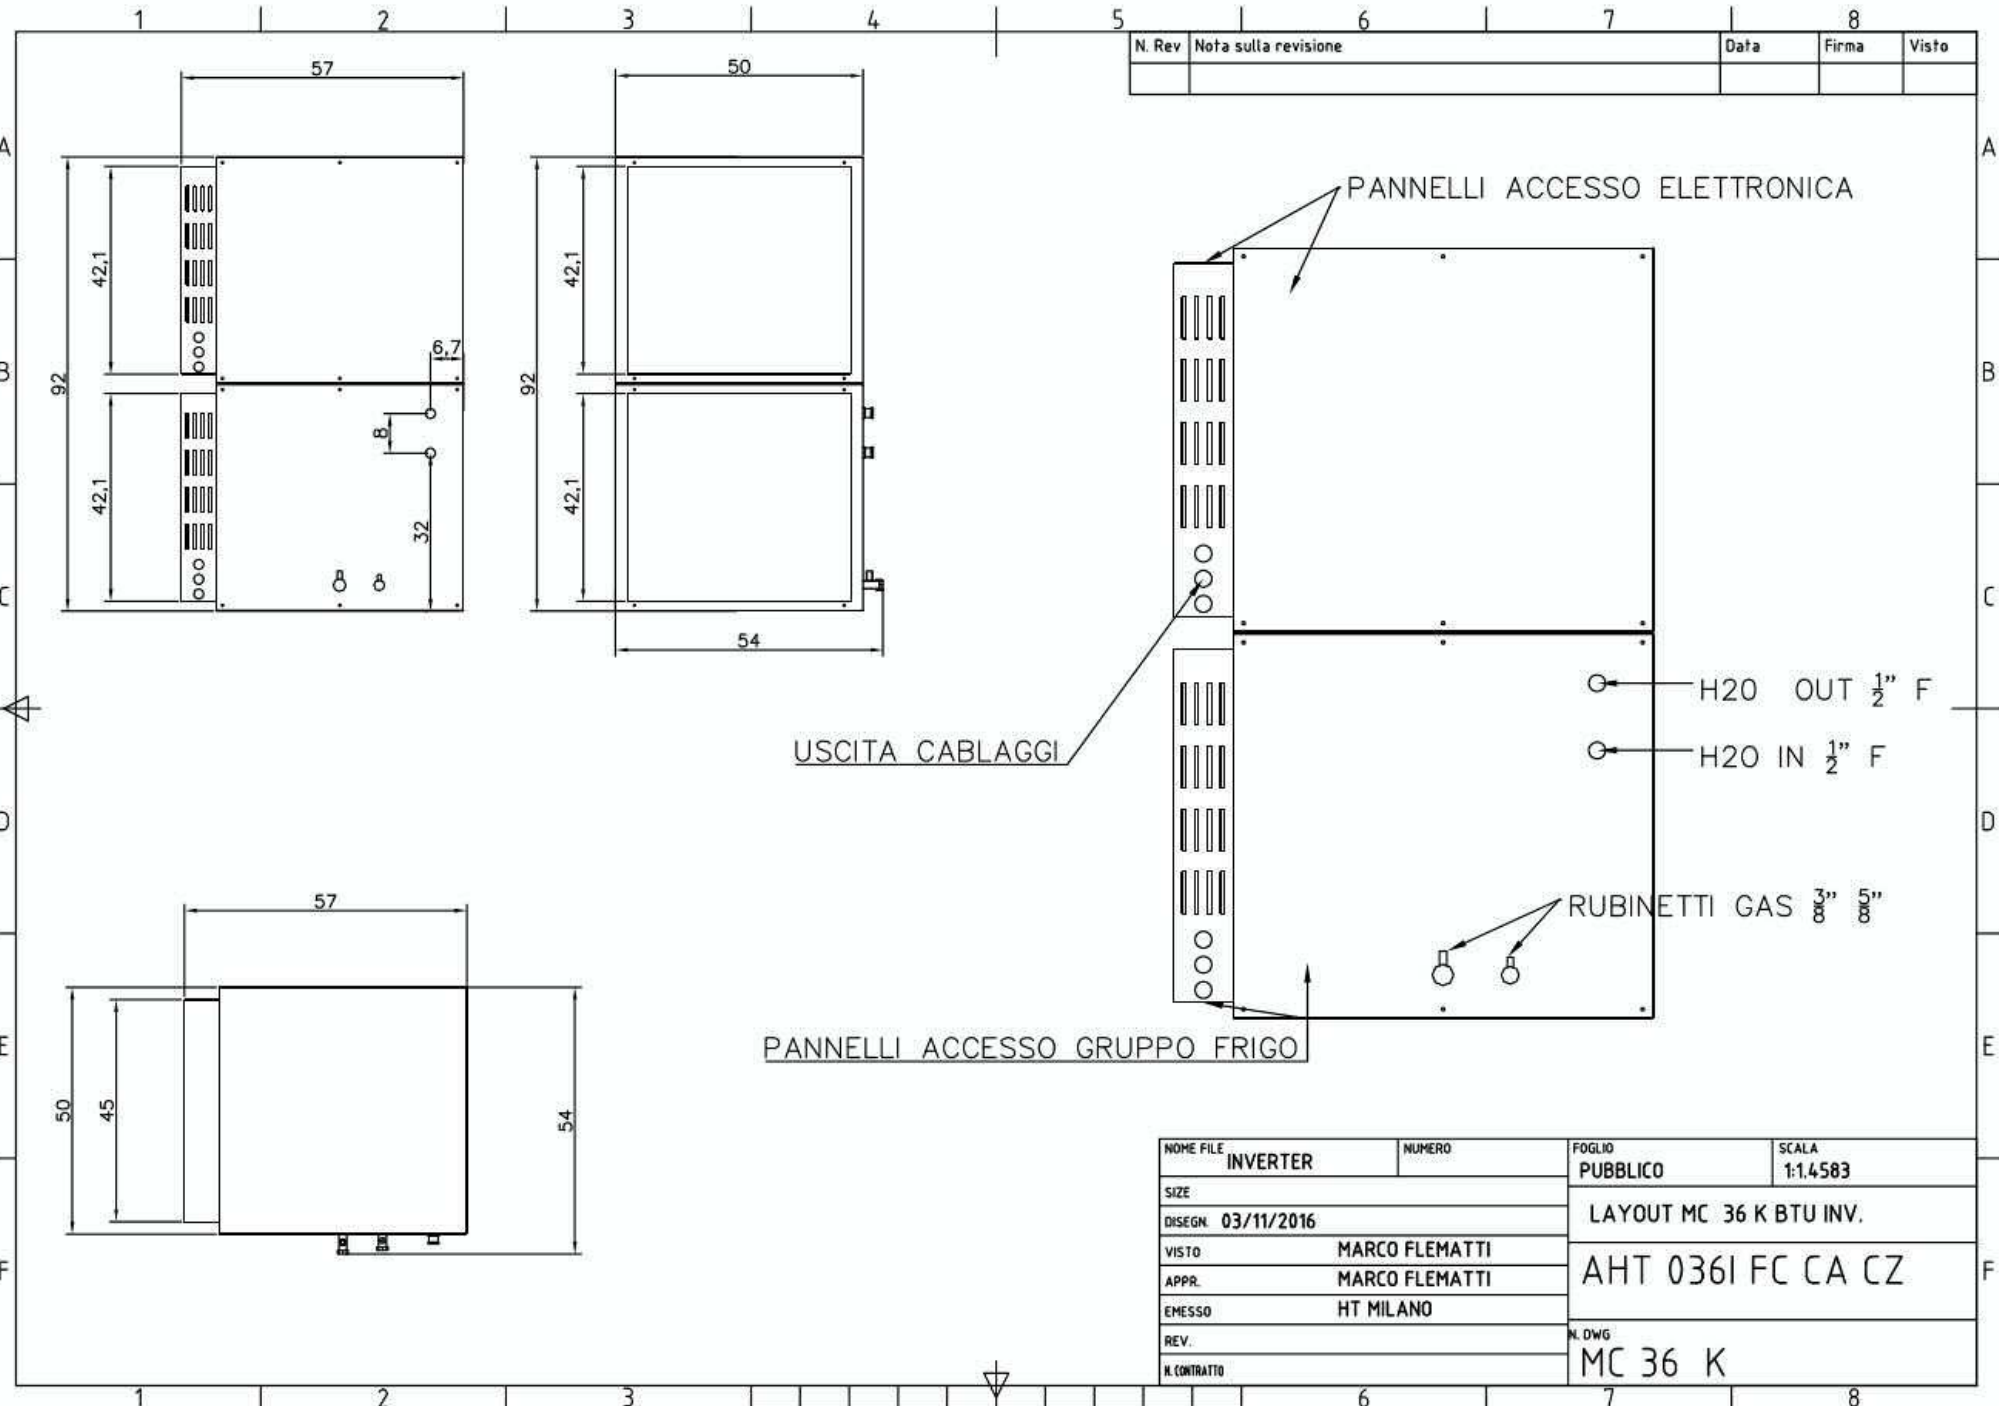 1 2 3 4 5 6 7 8
N. Rev Nota sulla revisione Data Firma Visto
57
50
A A
PANNELLI ACCESSO ELETTRONICA
42,1
42,1
6,7
B B
92
92
8
42,1
42,1
32
C C
54
H2O OUT 1/2" F
USCITA CABLAGGI
H2O IN 1/2" F
D D
57
RUBINETTI GAS 3/8" 5/8"
PANNELLI ACCESSO GRUPPO FRIGO
E E
50
45
54
NOME FILE INVERTER
NUMERO
FOGLIO PUBBLICO
SCALA 1:1.4583
SIZE
DISEGN. 03/11/2016
LAYOUT MC 36 K BTU INV.
VISTO MARCO FLEMATTI
APPR. MARCO FLEMATTI
AHT 036I FC CA CZ
F F
EMESSO HT MILANO
REV.
N. DWG
MC 36 K
N. CONTRATTO
1 2 3 6 7 8